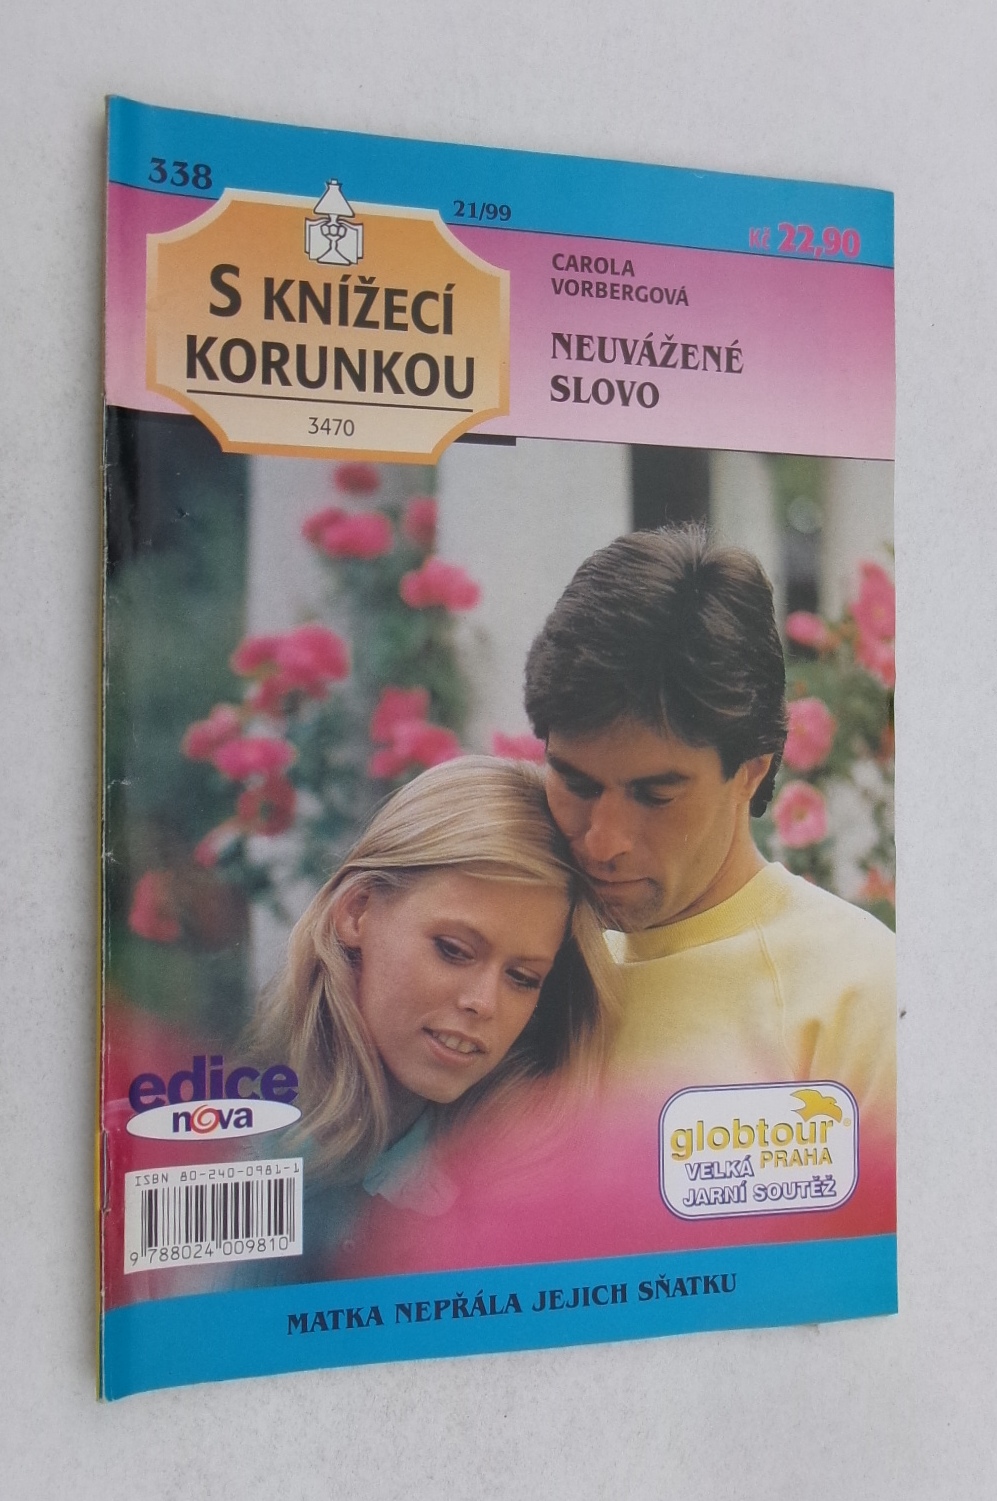 338
21/99
Kč 22,90
S KNÍŽECÍ
KORUNKOU
3470
CAROLA
VORBERGOVÁ
NEUVÁŽENÉ
SLOVO
edice
nova
ISBN 80-240-0981-1
9 788024 009810
globtour®
PRAHA
VELKÁ
JARNÍ SOUTĚŽ
MATKA NEPŘÁLA JEJICH SŇATKU